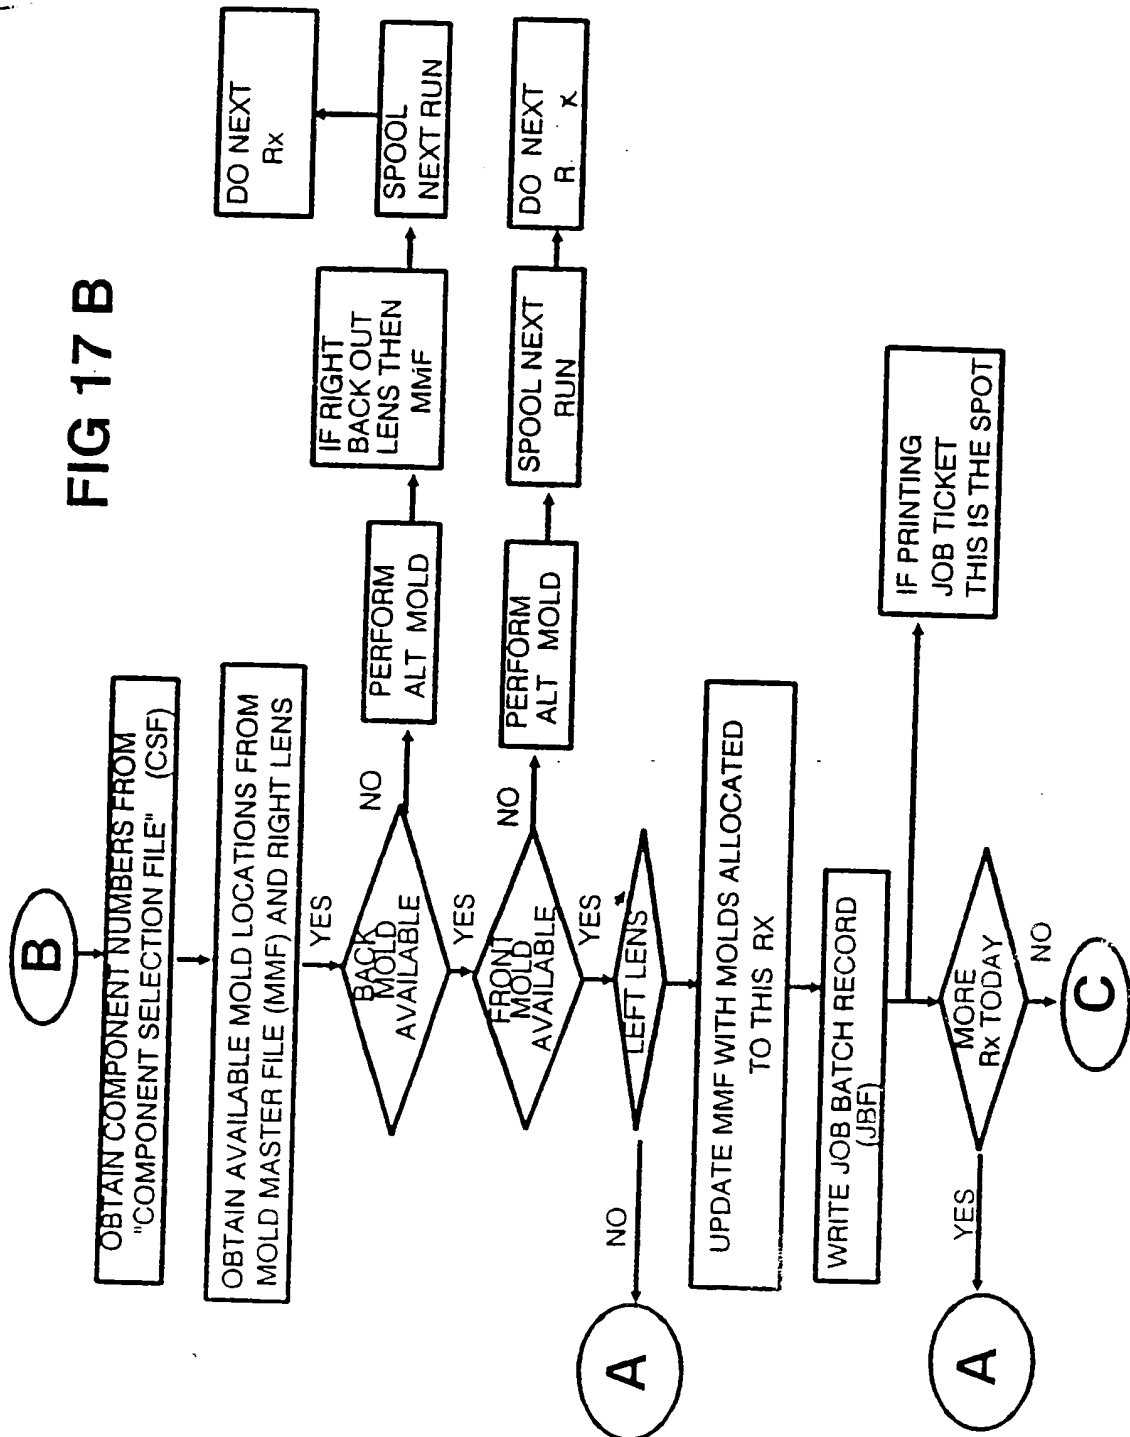 FIG 17 B
B
OBTAIN COMPONENT NUMBERS FROM
"COMPONENT SELECTION FILE" (CSF)
OBTAIN AVAILABLE MOLD LOCATIONS FROM
MOLD MASTER FILE (MMF) AND RIGHT LENS
YES
BACK
MOLD
AVAILABLE
NO
PERFORM
ALT MOLD
IF RIGHT
BACK OUT
LENS THEN
MMF
SPOOL
NEXT RUN
DO NEXT
Rx
YES
FRONT
MOLD
AVAILABLE
NO
PERFORM
ALT MOLD
SPOOL NEXT
RUN
DO NEXT
R. x
YES
LEFT LENS
NO
A
UPDATE MMF WITH MOLDS ALLOCATED
TO THIS RX
WRITE JOB BATCH RECORD
(JBF)
IF PRINTING
JOB TICKET
THIS IS THE SPOT
MORE
Rx TODAY
YES
A
NO
C